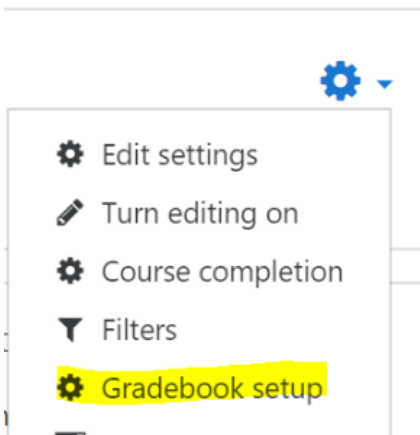 Edit settings
Turn editing on
Course completion
Filters
Gradebook setup